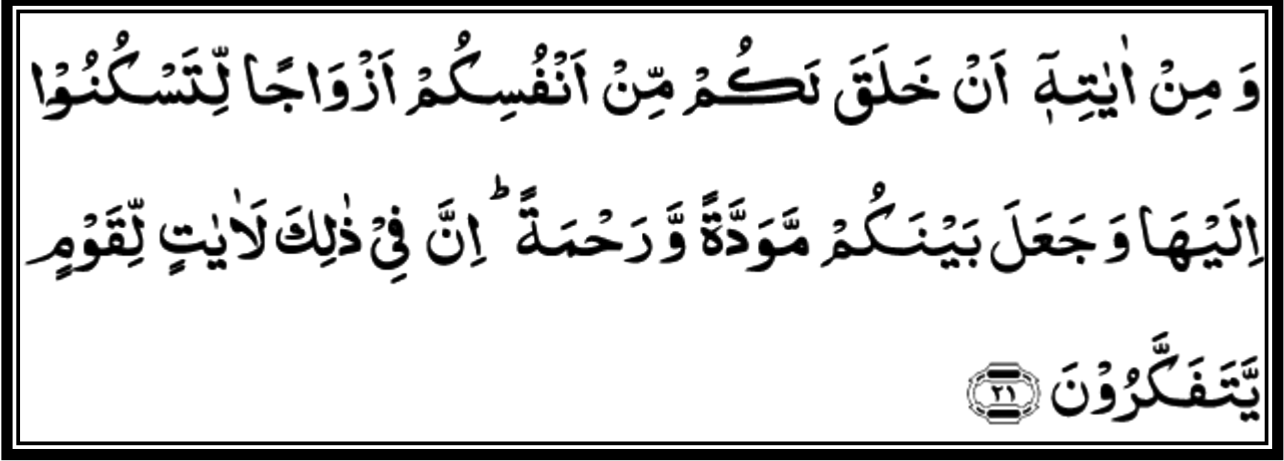 وَ مِنْ اٰيٰتِهٖۤ اَنْ خَلَقَ لَكُمْ مِّنْ اَنْفُسِكُمْ اَزْوَاجًا لِّتَسْكُنُوْۤا
اِلَيْهَا وَ جَعَلَ بَيْنَكُمْ مَّوَدَّةً وَّ رَحْمَةً ؕ اِنَّ فِيْ ذٰلِكَ لَاٰيٰتٍ لِّقَوْمٍ
يَّتَفَكَّرُوْنَ ٢١